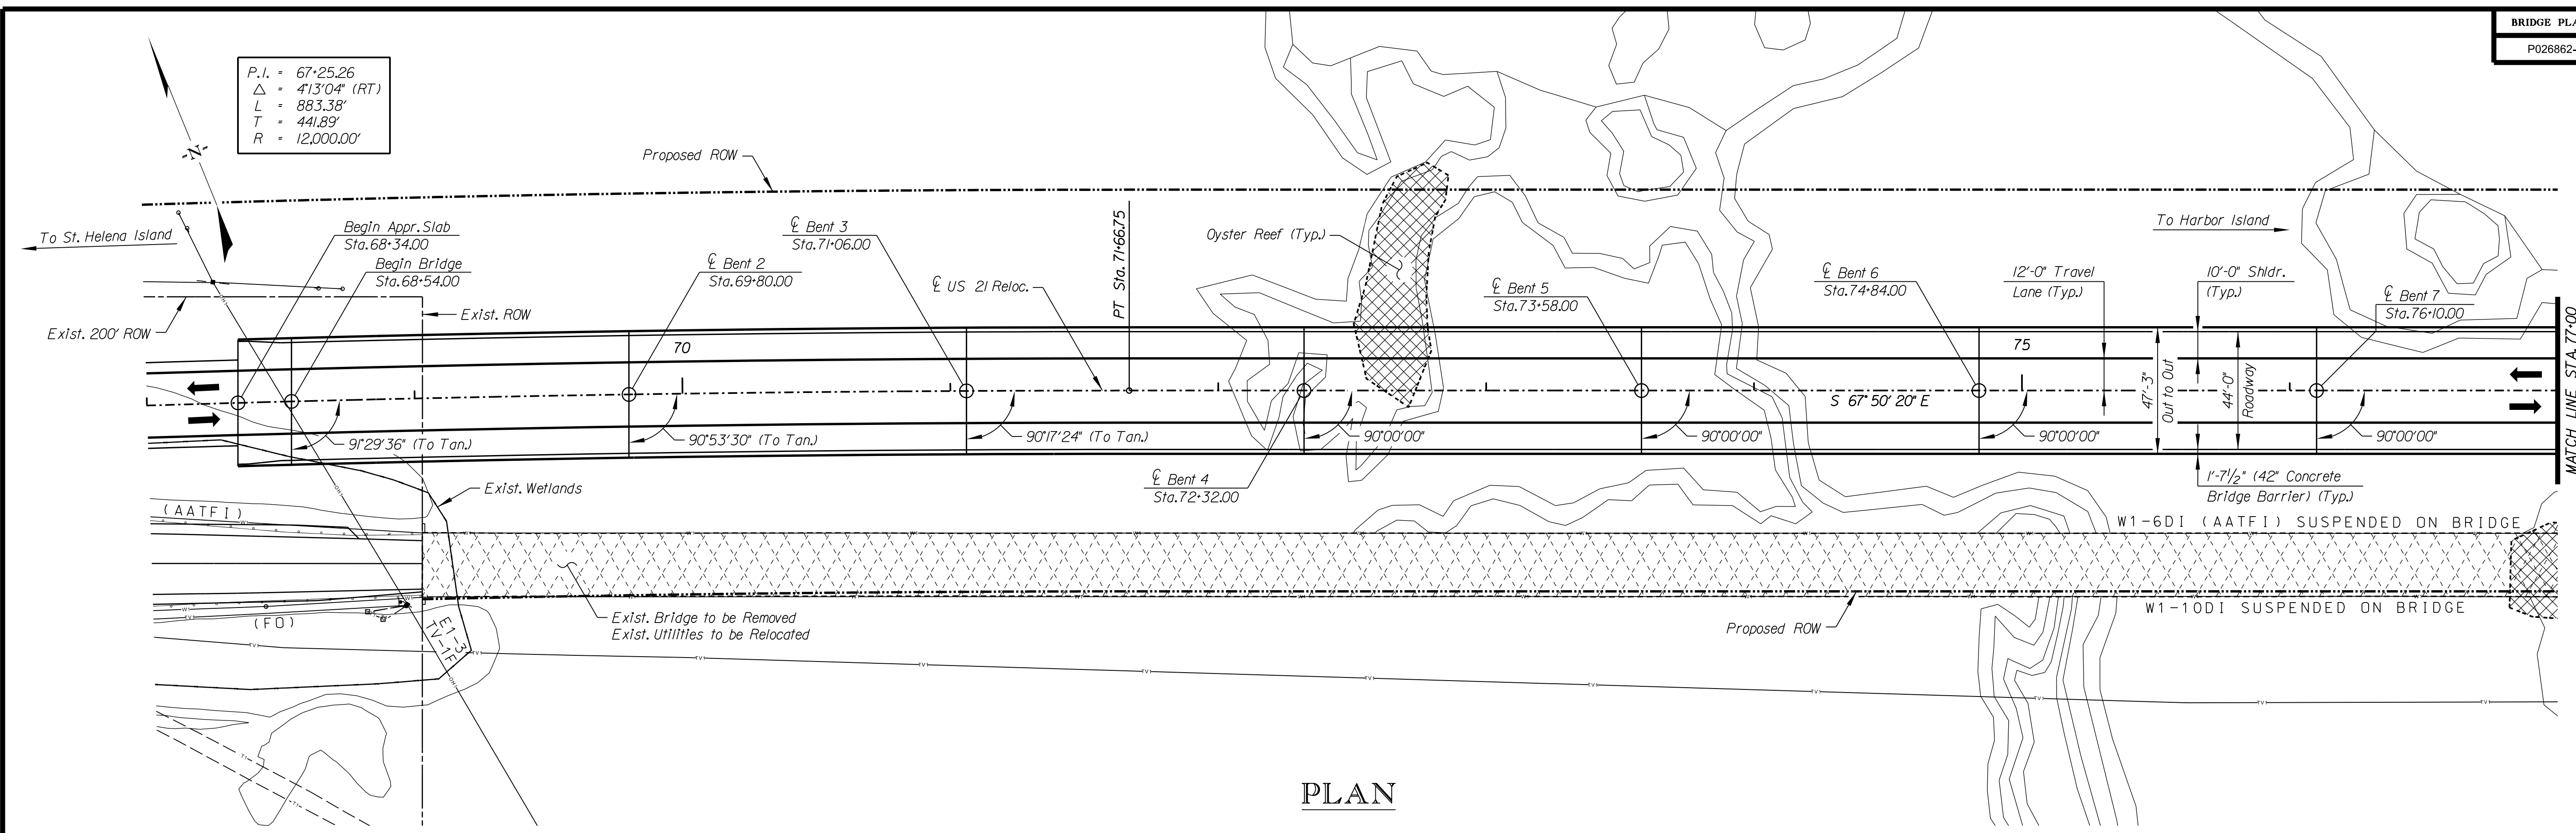 BRIDGE PLA
P026862-
P.I. = 67+25.26
△ = 4°13'04" (RT)
L = 883.38'
T = 441.89'
R = 12,000.00'
-N-
Proposed ROW
To St. Helena Island
Begin Appr. Slab
Sta. 68+34.00
Begin Bridge
Sta. 68+54.00
℄ Bent 2
Sta. 69+80.00
℄ Bent 3
Sta. 71+06.00
℄ US 21 Reloc.
PT Sta. 71+66.75
Oyster Reef (Typ.)
℄ Bent 5
Sta. 73+58.00
℄ Bent 6
Sta. 74+84.00
12'-0" Travel
Lane (Typ.)
To Harbor Island
10'-0" Shldr.
(Typ.)
℄ Bent 7
Sta. 76+10.00
MATCH LINE STA. 77+00
Exist. 200' ROW
Exist. ROW
70
75
S 67°50'20" E
47'-3"
Out to Out
44'-0"
Roadway
91°29'36" (To Tan.)
90°53'30" (To Tan.)
90°17'24" (To Tan.)
90°00'00"
90°00'00"
90°00'00"
90°00'00"
℄ Bent 4
Sta. 72+32.00
1'-7½" (42" Concrete
Bridge Barrier) (Typ.)
Exist. Wetlands
(AATFI)
W1-6DI (AATFI) SUSPENDED ON BRIDGE
W1-10DI SUSPENDED ON BRIDGE
Exist. Bridge to be Removed
Exist. Utilities to be Relocated
Proposed ROW
(FO)
E1-3
TV-1F
PLAN